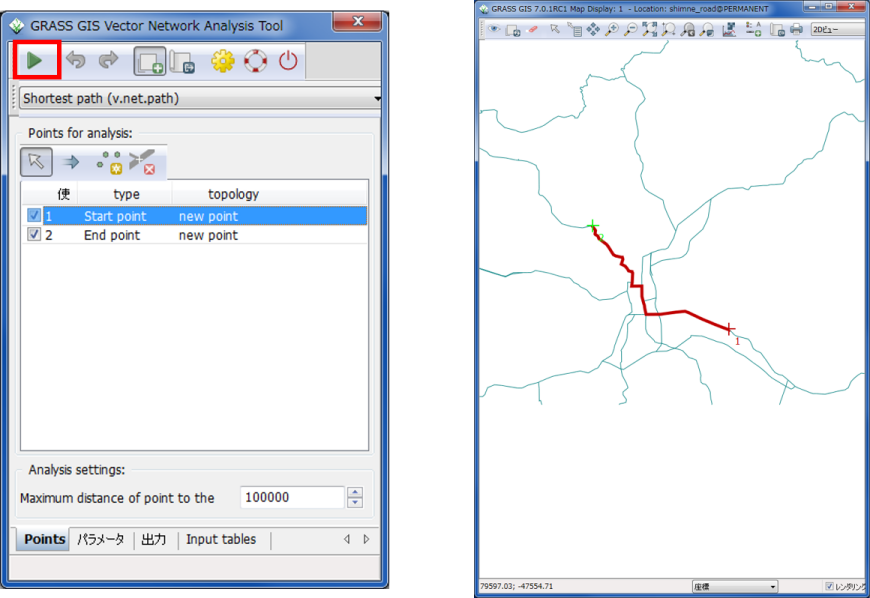 GRASS GIS Vector Network Analysis Tool
Shortest path (v.net.path)
Points for analysis:
使 type topology
1 Start point new point
2 End point new point
Analysis settings:
Maximum distance of point to the 100000
Points パラメータ 出力 Input tables
GRASS GIS 7.0.1RC1 Map Display: 1 - Location: shimne_road@PERMANENT
2Dビュー
2
1
79597.03; -47554.71
座標
レンダリング